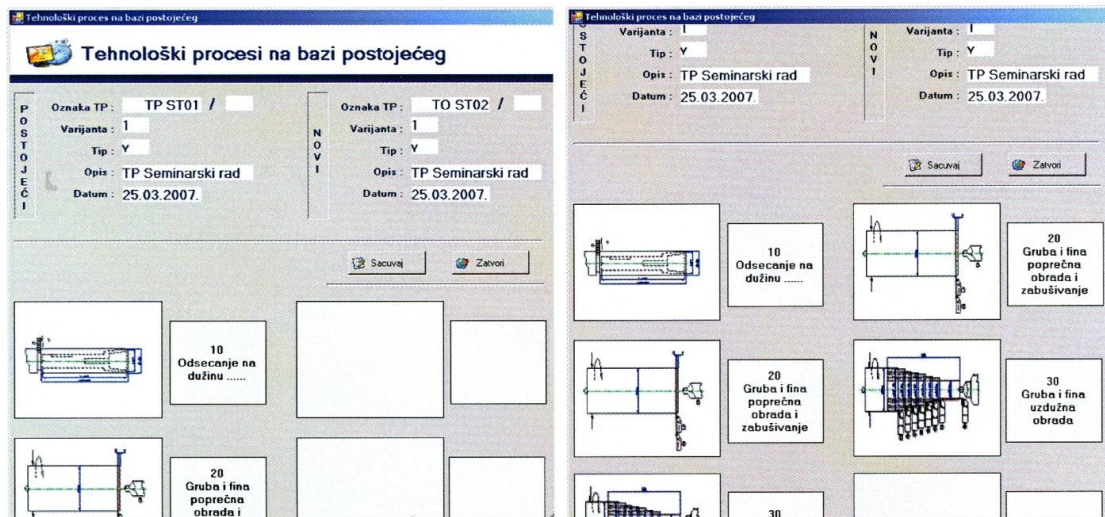 Tehnološki proces na bazi postojećeg
Tehnološki procesi na bazi postojećeg
POSTOJEĆI
Oznaka TP : TP ST01 /
Varijanta : 1
Tip : Y
Opis : TP Seminarski rad
Datum : 25.03.2007.
NOVI
Oznaka TP : TO ST02 /
Varijanta : 1
Tip : Y
Opis : TP Seminarski rad
Datum : 25.03.2007.
Sacuvaj
Zatvori
10
Odsecanje na
dužinu ......
20
Gruba i fina
poprečna
obrada i
Tehnološki proces na bazi postojećeg
STOJEĆI
Varijanta : 1
Tip : Y
Opis : TP Seminarski rad
Datum : 25.03.2007.
NOVI
Varijanta : 1
Tip : Y
Opis : TP Seminarski rad
Datum : 25.03.2007.
Sacuvaj
Zatvori
10
Odsecanje na
dužinu ......
20
Gruba i fina
poprečna
obrada i
zabušivanje
20
Gruba i fina
poprečna
obrada i
zabušivanje
30
Gruba i fina
uzdužna
obrada
30